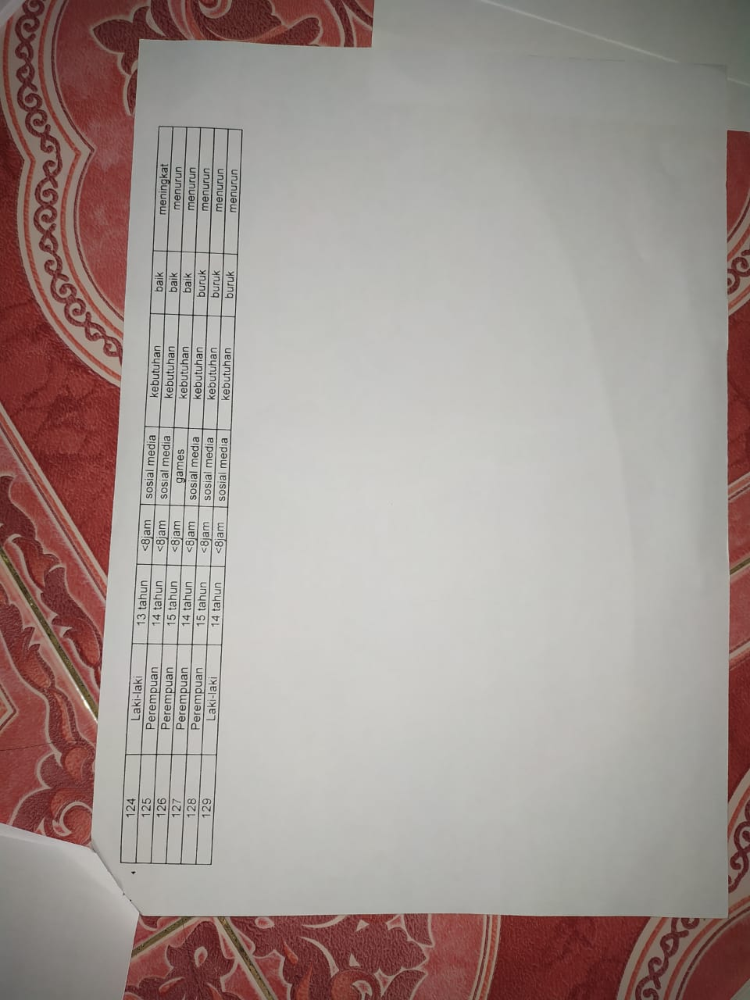 124 Laki-laki 13 tahun <8jam sosial media kebutuhan baik meningkat
125 Perempuan 14 tahun <8jam sosial media kebutuhan baik menurun
126 Perempuan 15 tahun <8jam games kebutuhan baik menurun
127 Perempuan 14 tahun <8jam sosial media kebutuhan buruk menurun
128 Perempuan 15 tahun <8jam sosial media kebutuhan buruk menurun
129 Laki-laki 14 tahun <8jam sosial media kebutuhan buruk menurun